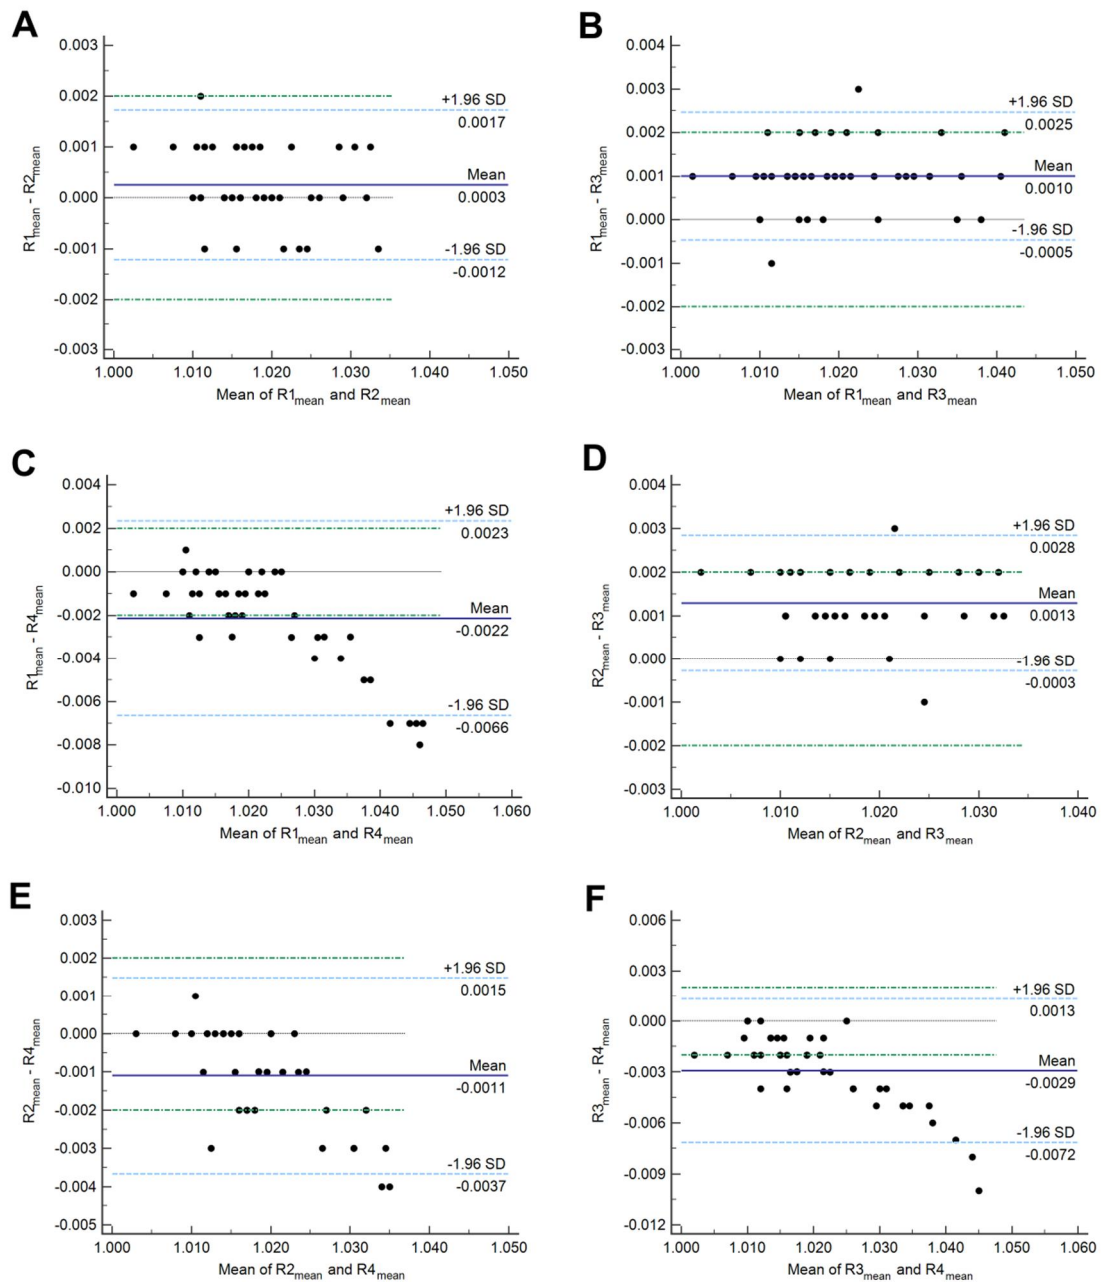 A
R1mean - R2mean
0.003
0.002
0.001
0.000
-0.001
-0.002
-0.003
+1.96 SD
0.0017
Mean
0.0003
-1.96 SD
-0.0012
1.000 1.010 1.020 1.030 1.040 1.050
Mean of R1mean and R2mean
B
R1mean - R3mean
0.004
0.003
0.002
0.001
0.000
-0.001
-0.002
-0.003
+1.96 SD
0.0025
Mean
0.0010
-1.96 SD
-0.0005
1.000 1.010 1.020 1.030 1.040 1.050
Mean of R1mean and R3mean
C
R1mean - R4mean
0.004
0.002
0.000
-0.002
-0.004
-0.006
-0.008
-0.010
+1.96 SD
0.0023
Mean
-0.0022
-1.96 SD
-0.0066
1.000 1.010 1.020 1.030 1.040 1.050 1.060
Mean of R1mean and R4mean
D
R2mean - R3mean
0.004
0.003
0.002
0.001
0.000
-0.001
-0.002
-0.003
+1.96 SD
0.0028
Mean
0.0013
-1.96 SD
-0.0003
1.000 1.010 1.020 1.030 1.040
Mean of R2mean and R3mean
E
R2mean - R4mean
0.003
0.002
0.001
0.000
-0.001
-0.002
-0.003
-0.004
-0.005
+1.96 SD
0.0015
Mean
-0.0011
-1.96 SD
-0.0037
1.000 1.010 1.020 1.030 1.040 1.050
Mean of R2mean and R4mean
F
R3mean - R4mean
0.006
0.003
0.000
-0.003
-0.006
-0.009
-0.012
+1.96 SD
0.0013
Mean
-0.0029
-1.96 SD
-0.0072
1.000 1.010 1.020 1.030 1.040 1.050 1.060
Mean of R3mean and R4mean